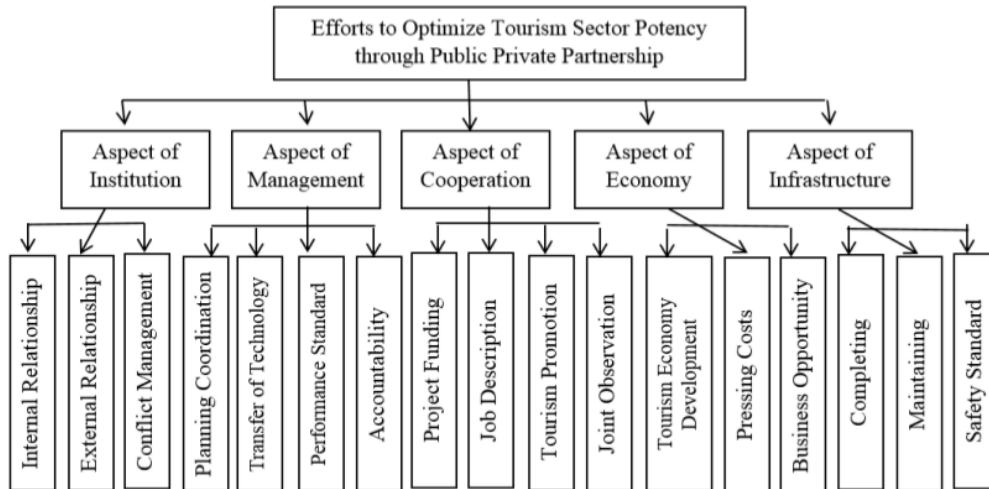 Efforts to Optimize Tourism Sector Potency
through Public Private Partnership
Aspect of
Institution
Aspect of
Management
Aspect of
Cooperation
Aspect of
Economy
Aspect of
Infrastructure
Internal Relationship
External Relationship
Conflict Management
Planning Coordination
Transfer of Technology
Performance Standard
Accountability
Project Funding
Job Description
Tourism Promotion
Joint Observation
Tourism Economy
Development
Pressing Costs
Business Opportunity
Completing
Maintaining
Safety Standard